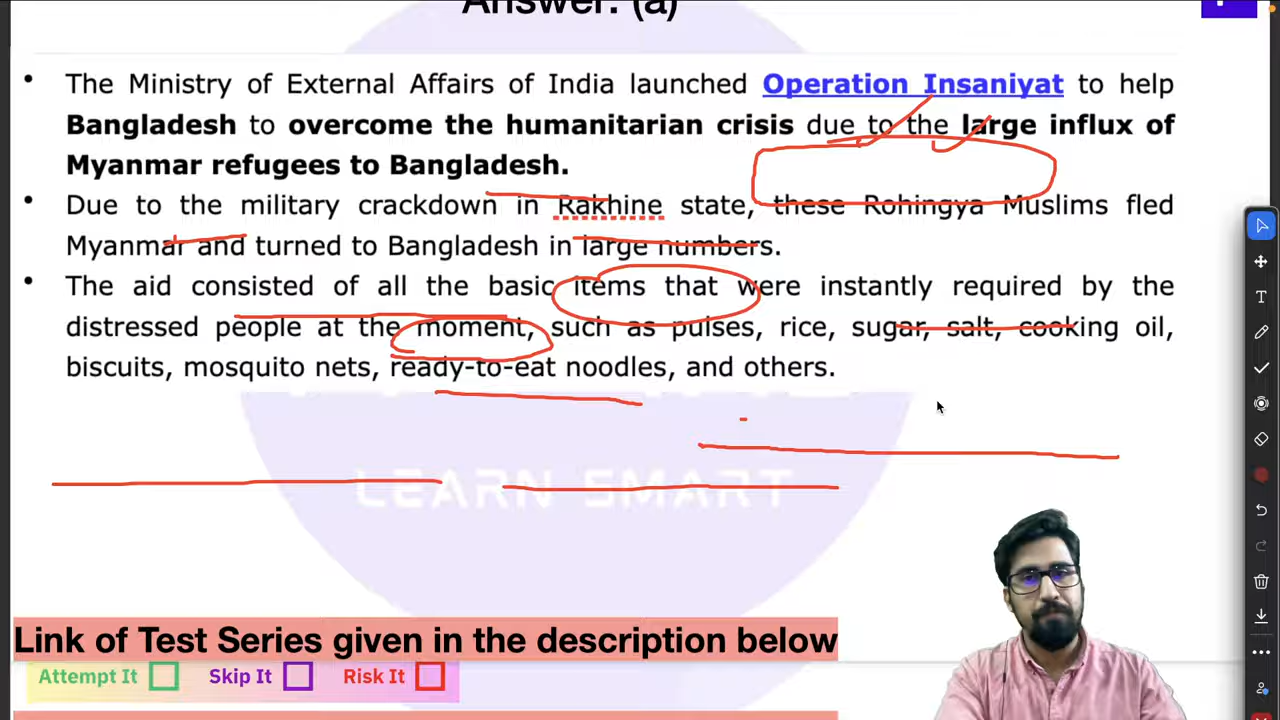 Answer: (a)
• The Ministry of External Affairs of India launched Operation Insaniyat to help
Bangladesh to overcome the humanitarian crisis due to the large influx of
Myanmar refugees to Bangladesh.
• Due to the military crackdown in Rakhine state, these Rohingya Muslims fled
Myanmar and turned to Bangladesh in large numbers.
• The aid consisted of all the basic items that were instantly required by the
distressed people at the moment, such as pulses, rice, sugar, salt, cooking oil,
biscuits, mosquito nets, ready-to-eat noodles, and others.
LEARN SMART
Link of Test Series given in the description below
Attempt It Skip It Risk It